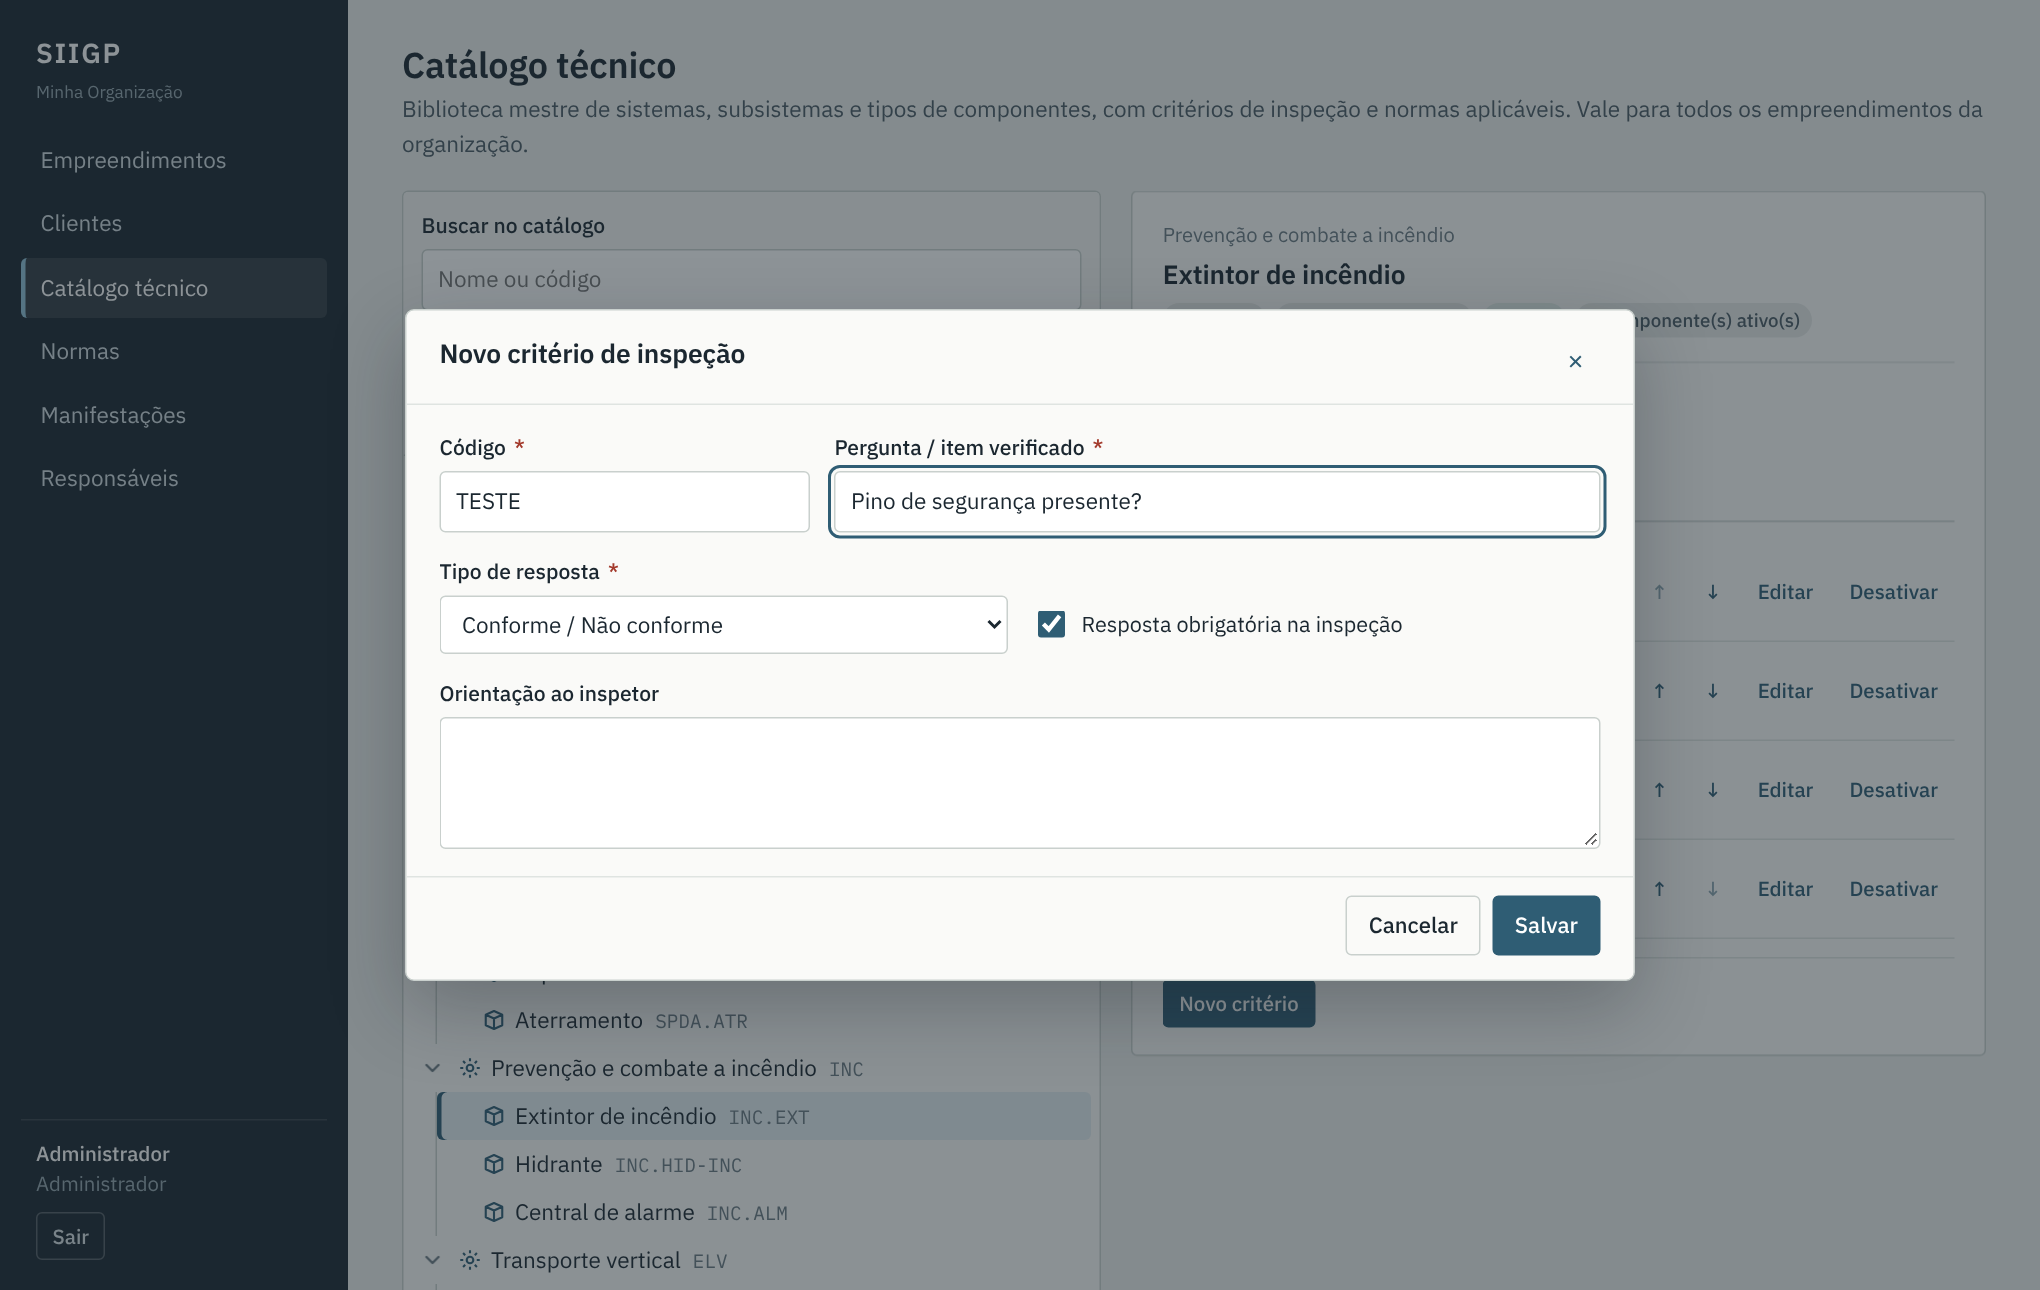 SIIGP
Minha Organização
Empreendimentos
Clientes
Catálogo técnico
Normas
Manifestações
Responsáveis
Administrador
Administrador
Sair
Catálogo técnico
Biblioteca mestre de sistemas, subsistemas e tipos de componentes, com critérios de inspeção e normas aplicáveis. Vale para todos os empreendimentos da
organização.
Buscar no catálogo
Nome ou código
Prevenção e combate a incêndio
Extintor de incêndio
ativo(s)
Novo critério de inspeção
×
Código *
TESTE
Pergunta / item verificado *
Pino de segurança presente?
Tipo de resposta *
Conforme / Não conforme
Resposta obrigatória na inspeção
Orientação ao inspetor
Cancelar
Salvar
↑ ↓ Editar Desativar
↑ ↓ Editar Desativar
↑ ↓ Editar Desativar
↑ ↓ Editar Desativar
Novo critério
Aterramento SPDA.ATR
Prevenção e combate a incêndio INC
Extintor de incêndio INC.EXT
Hidrante INC.HID-INC
Central de alarme INC.ALM
Transporte vertical ELV